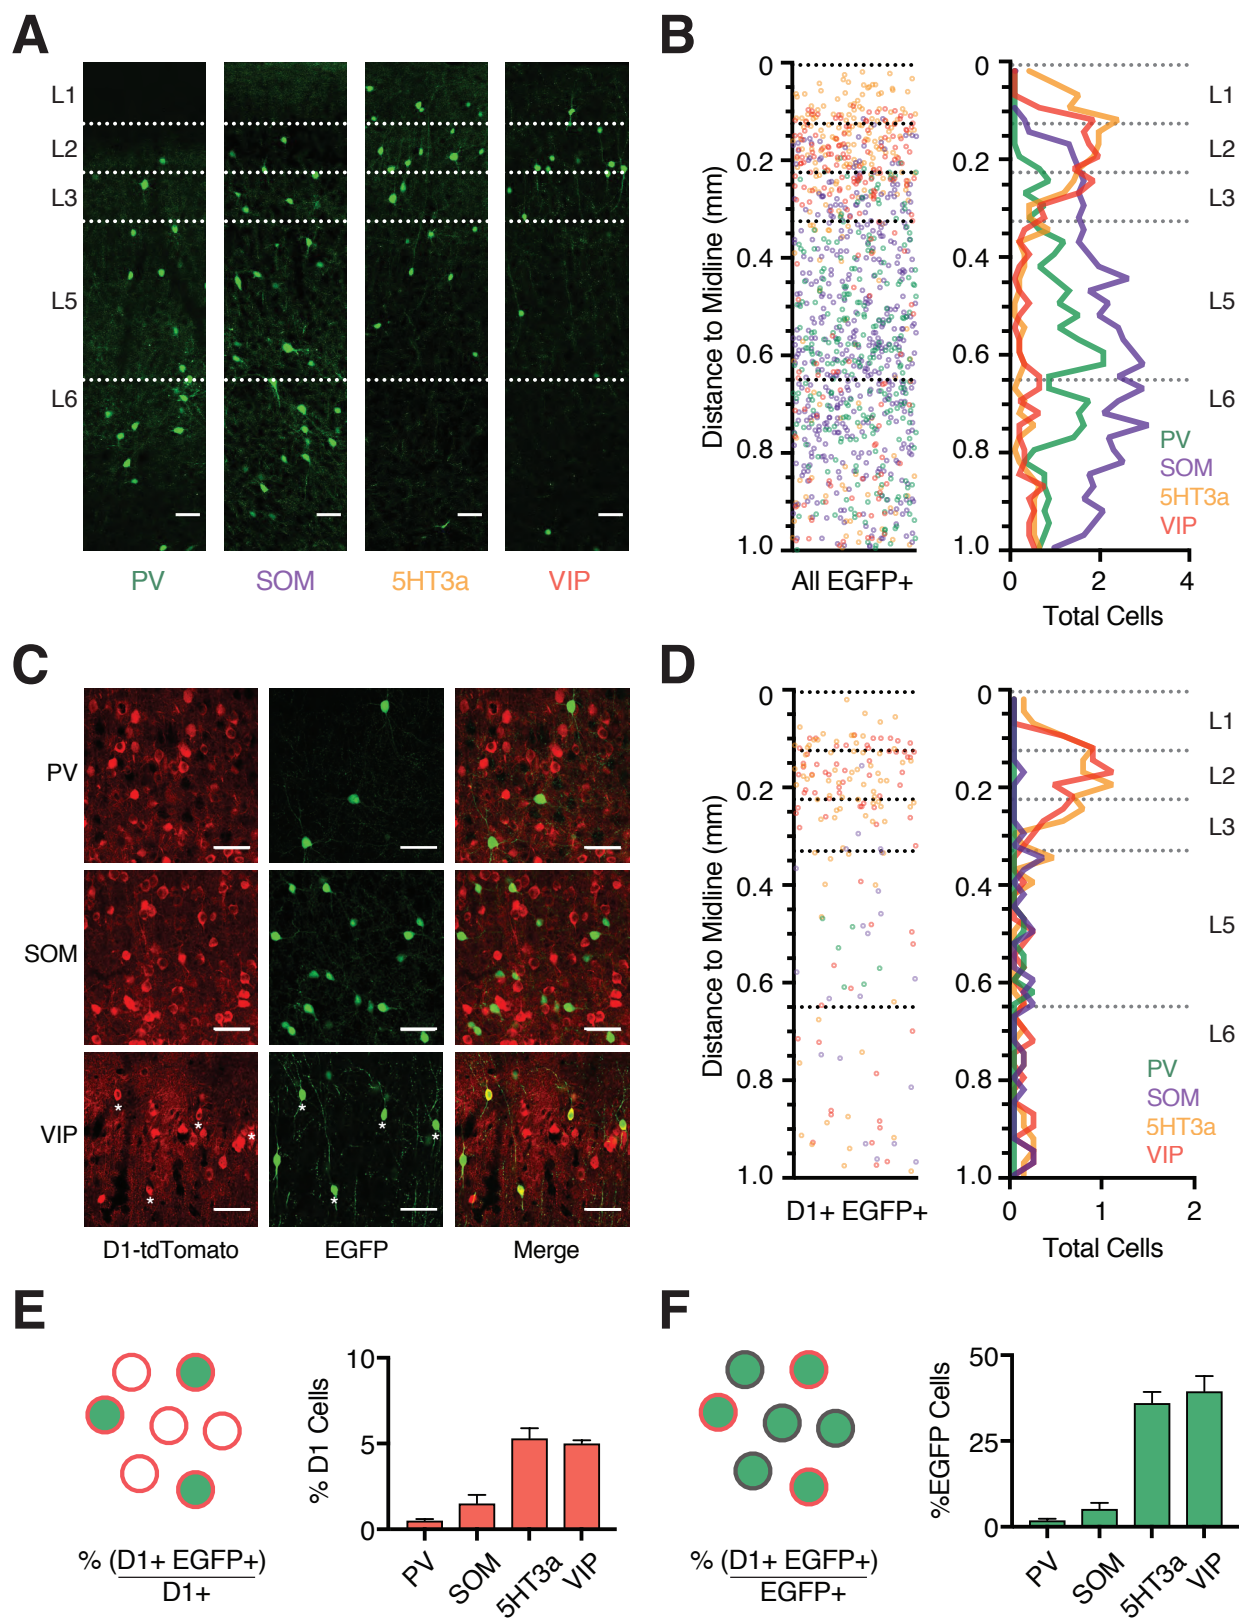 A
L1
L2
L3
L5
L6
PV
SOM
5HT3a
VIP
B
Distance to Midline (mm)
0
0.2
0.4
0.6
0.8
1.0
All EGFP+
0
0.2
0.4
0.6
0.8
1.0
L1
L2
L3
L5
L6
PV
SOM
5HT3a
VIP
0
2
4
Total Cells
C
PV
SOM
VIP
*
*
*
*
*
*
*
*
D1-tdTomato
EGFP
Merge
D
Distance to Midline (mm)
0
0.2
0.4
0.6
0.8
1.0
D1+ EGFP+
0
0.2
0.4
0.6
0.8
1.0
L1
L2
L3
L5
L6
PV
SOM
5HT3a
VIP
0
1
2
Total Cells
E
% (D1+ EGFP+)
D1+
% D1 Cells
10
5
0
PV
SOM
5HT3a
VIP
F
% (D1+ EGFP+)
EGFP+
%EGFP Cells
50
25
0
PV
SOM
5HT3a
VIP